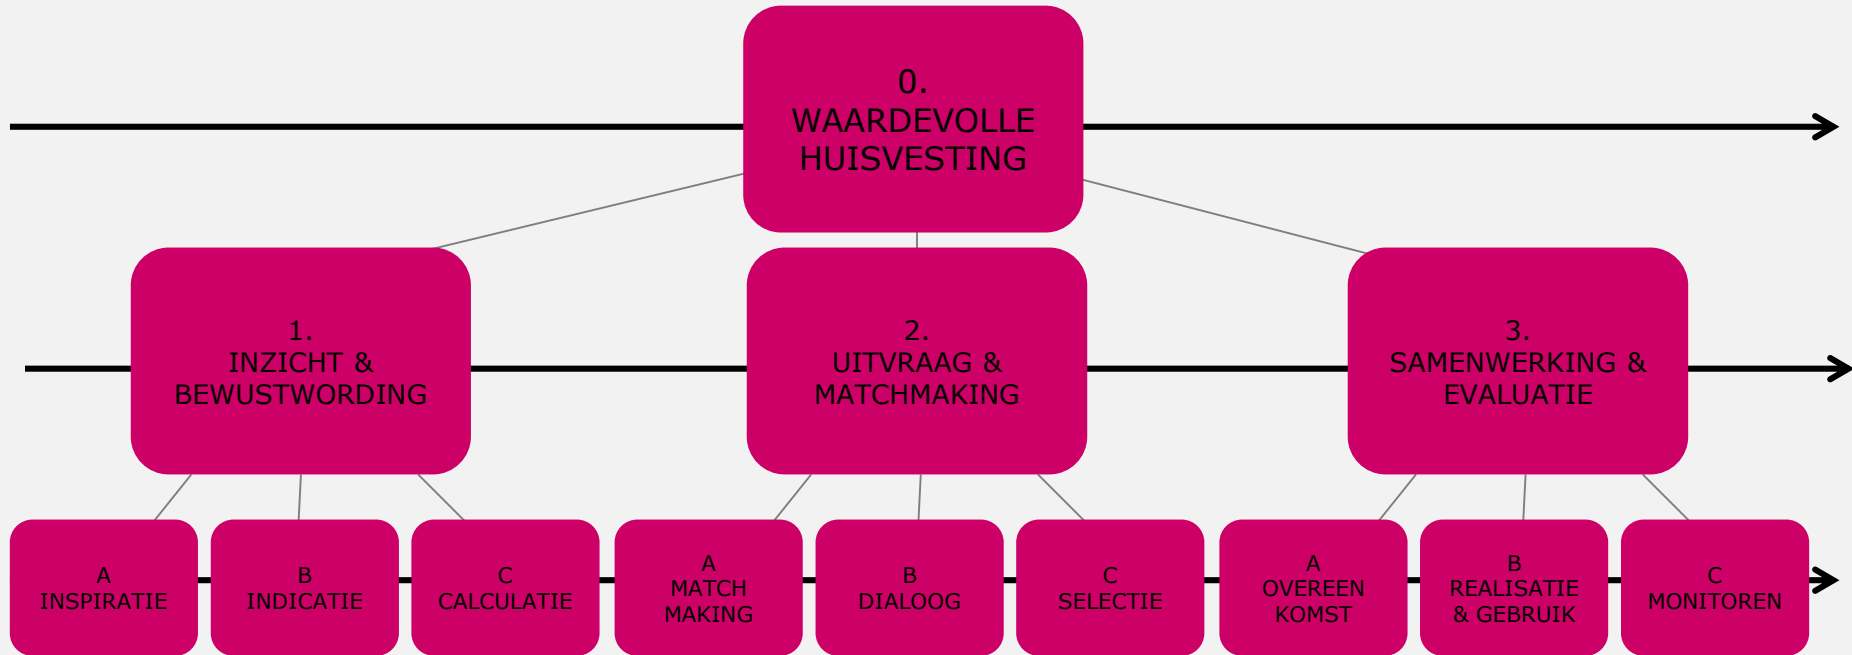 0.
WAARDEVOLLE
HUISVESTING
1.
INZICHT &
BEWUSTWORDING
2.
UITVRAAG &
MATCHMAKING
3.
SAMENWERKING &
EVALUATIE
A
INSPIRATIE
B
INDICATIE
C
CALCULATIE
A
MATCH
MAKING
B
DIALOOG
C
SELECTIE
A
OVEREEN
KOMST
B
REALISATIE
& GEBRUIK
C
MONITOREN